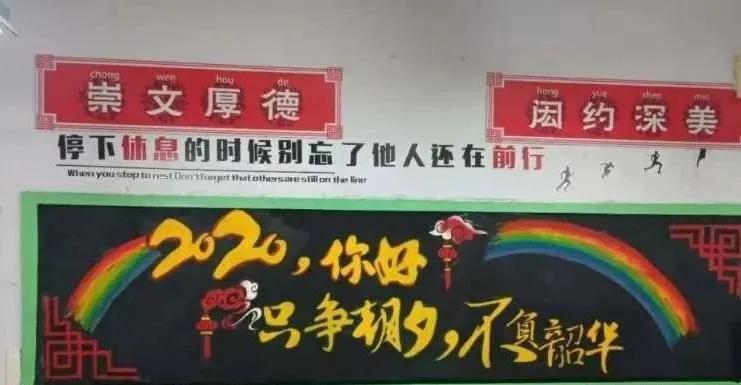 chong wen hou de
崇文厚德
hong yue shen mei
闳约深美
停下休息的时候别忘了他人还在前行
When you stop to rest Don't forget that others are still on the line
2020，你好
只争朝夕，不负韶华